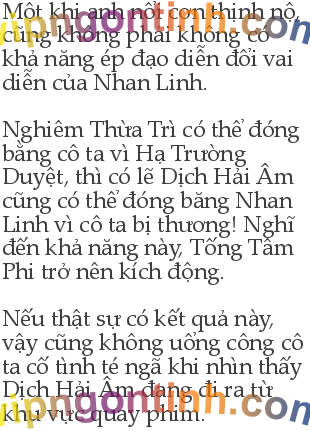 Một khi anh nổi cơn thịnh nộ,
cũng không phải không có
khả năng ép đạo diễn đổi vai
diễn của Nhan Linh.
Nghiêm Thừa Trì có thể đóng
băng cô ta vì Hạ Trường
Duyệt, thì có lẽ Dịch Hải Âm
cũng có thể đóng băng Nhan
Linh vì cô ta bị thương! Nghĩ
đến khả năng này, Tống Tâm
Phi trở nên kích động.
Nếu thật sự có kết quả này,
vậy cũng không uổng công cô
ta cố tình té ngã khi nhìn thấy
Dịch Hải Âm đang đi ra từ
khu vực quay phim.
vipngontinh.com
vipngontinh.com